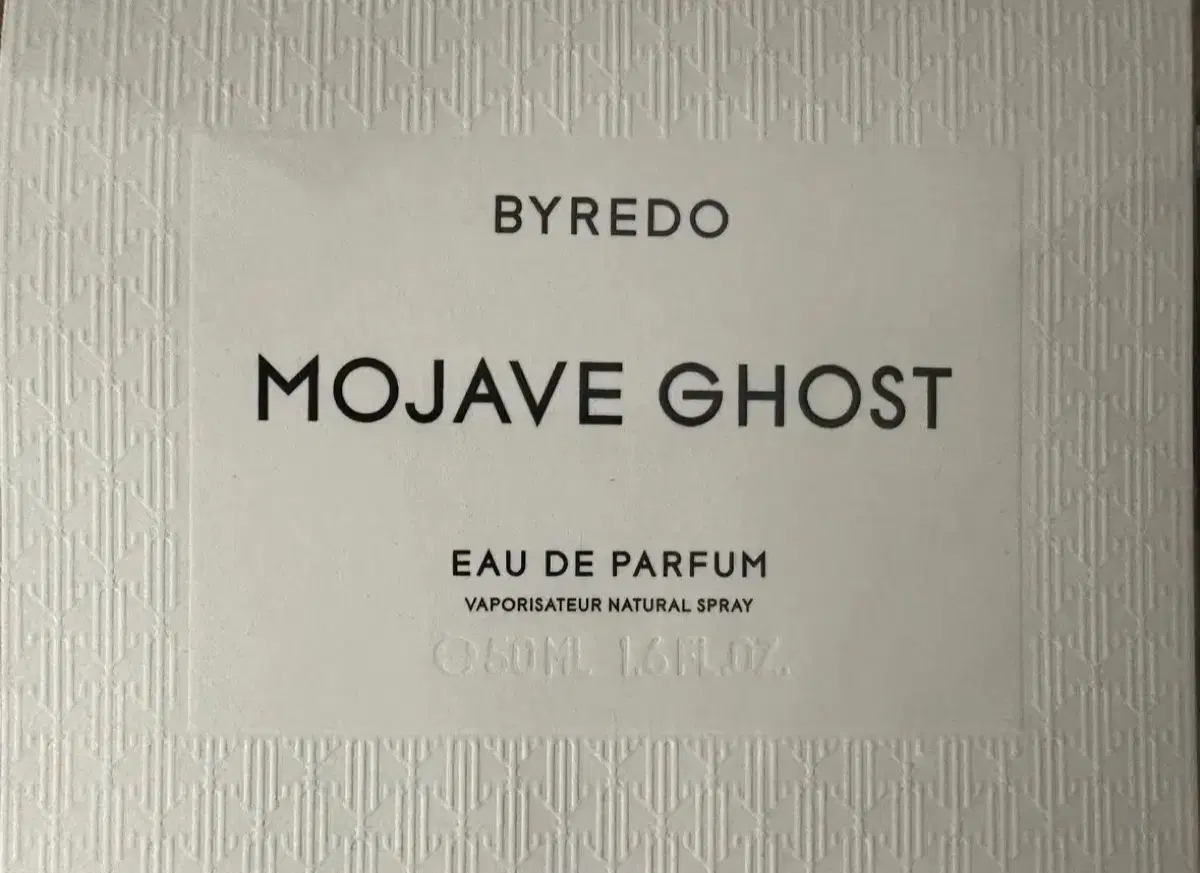 BYREDO
MOJAVE GHOST
EAU DE PARFUM
VAPORISATEUR NATURAL SPRAY
℮50ML 1.6FL.OZ.